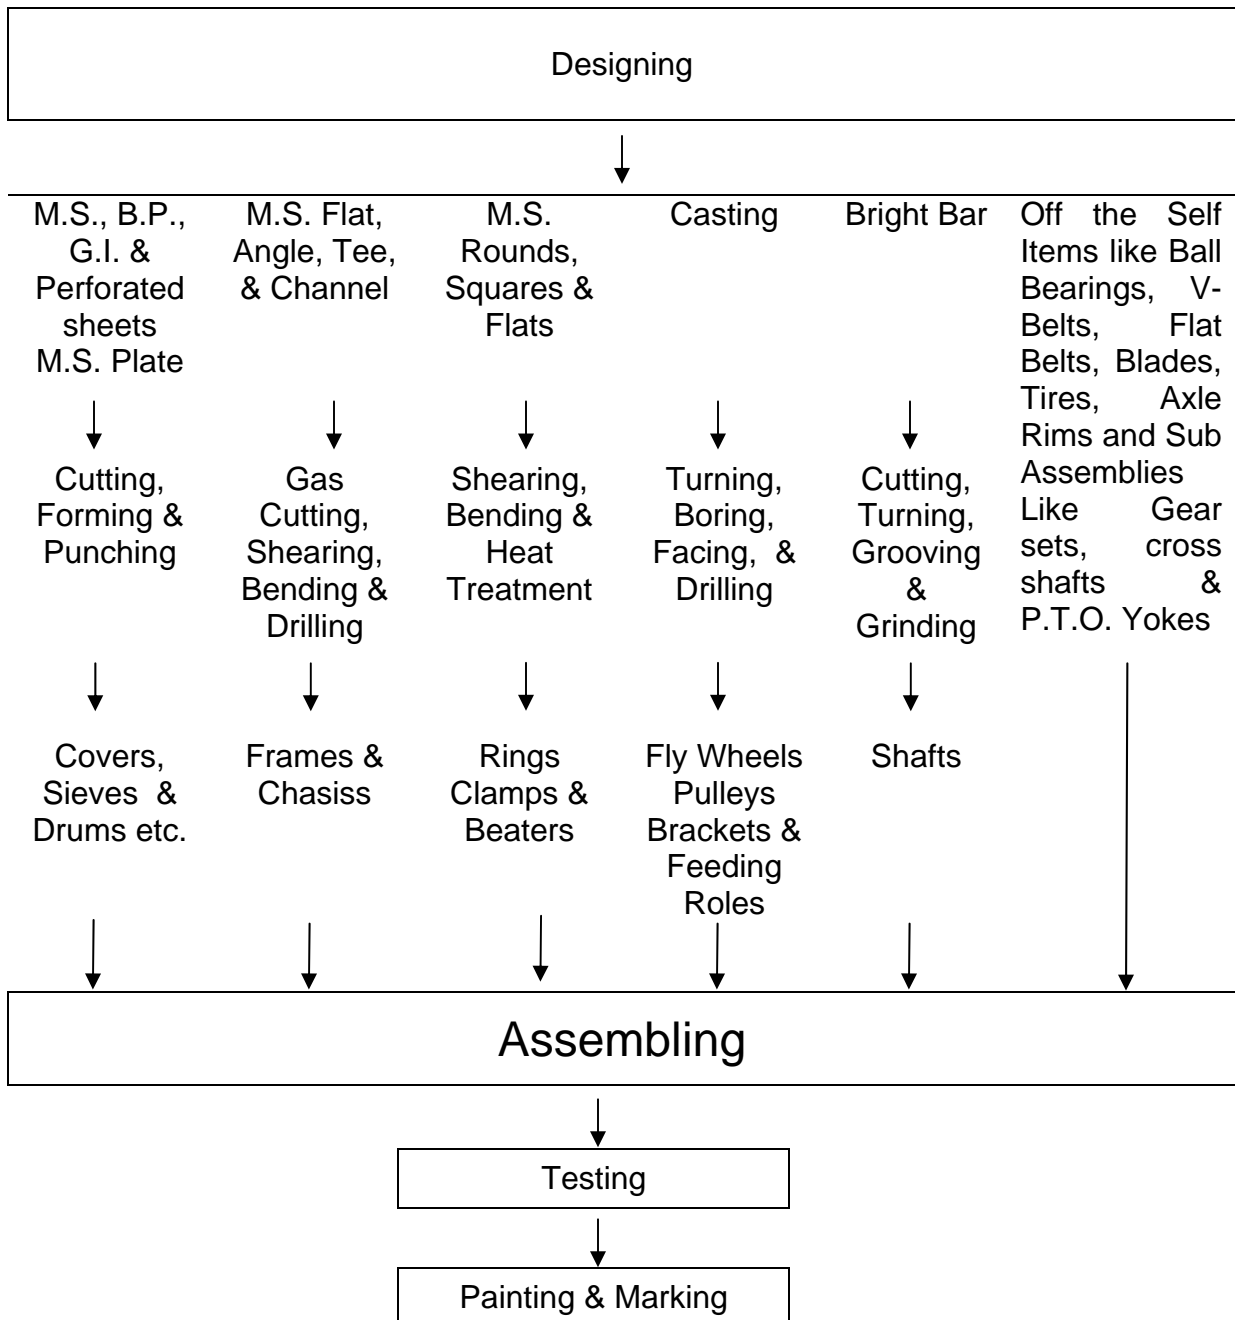 Designing
M.S., B.P.,
G.I. &
Perforated
sheets
M.S. Plate
M.S. Flat,
Angle, Tee,
& Channel
M.S.
Rounds,
Squares &
Flats
Casting
Bright Bar
Off the Self
Items like Ball
Bearings, V-
Belts, Flat
Belts, Blades,
Tires, Axle
Rims and Sub
Assemblies
Like Gear
sets, cross
shafts &
P.T.O. Yokes
Cutting,
Forming &
Punching
Gas
Cutting,
Shearing,
Bending &
Drilling
Shearing,
Bending &
Heat
Treatment
Turning,
Boring,
Facing, &
Drilling
Cutting,
Turning,
Grooving
&
Grinding
Covers,
Sieves &
Drums etc.
Frames &
Chasiss
Rings
Clamps &
Beaters
Fly Wheels
Pulleys
Brackets &
Feeding
Roles
Shafts
Assembling
Testing
Painting & Marking